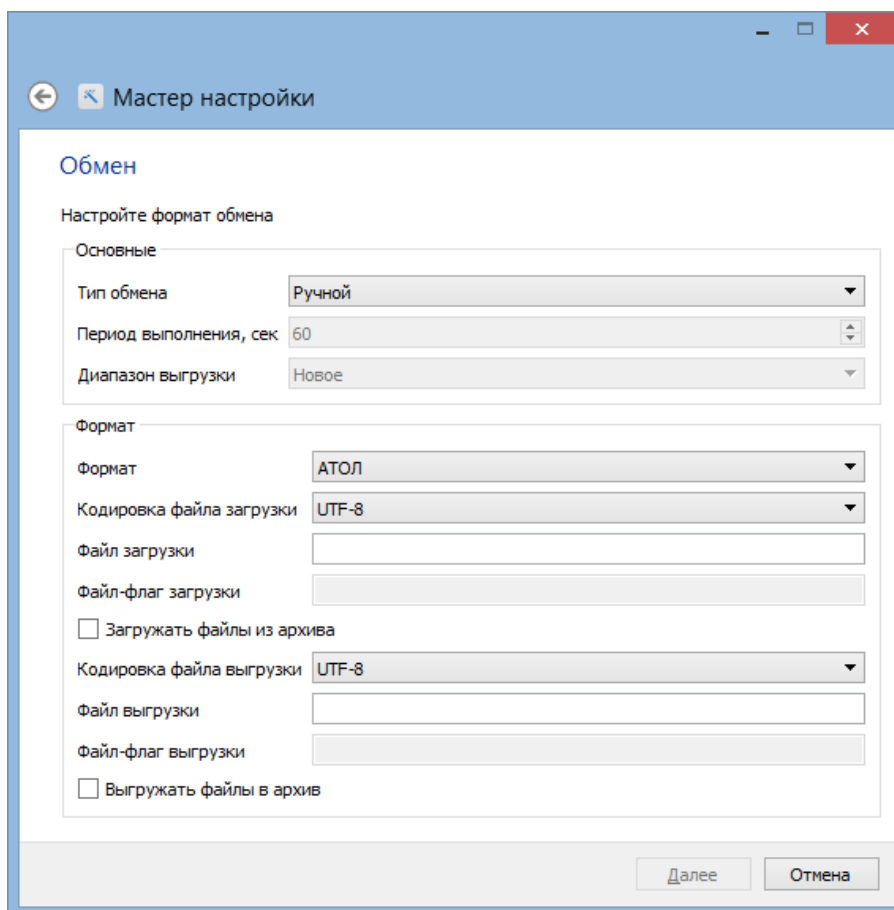 Мастер настройки
Обмен
Настройте формат обмена
Основные
Тип обмена Ручной
Период выполнения, сек 60
Диапазон выгрузки Новое
Формат
Формат АТОЛ
Кодировка файла загрузки UTF-8
Файл загрузки
Файл-флаг загрузки
Загружать файлы из архива
Кодировка файла выгрузки UTF-8
Файл выгрузки
Файл-флаг выгрузки
Выгружать файлы в архив
Далее Отмена